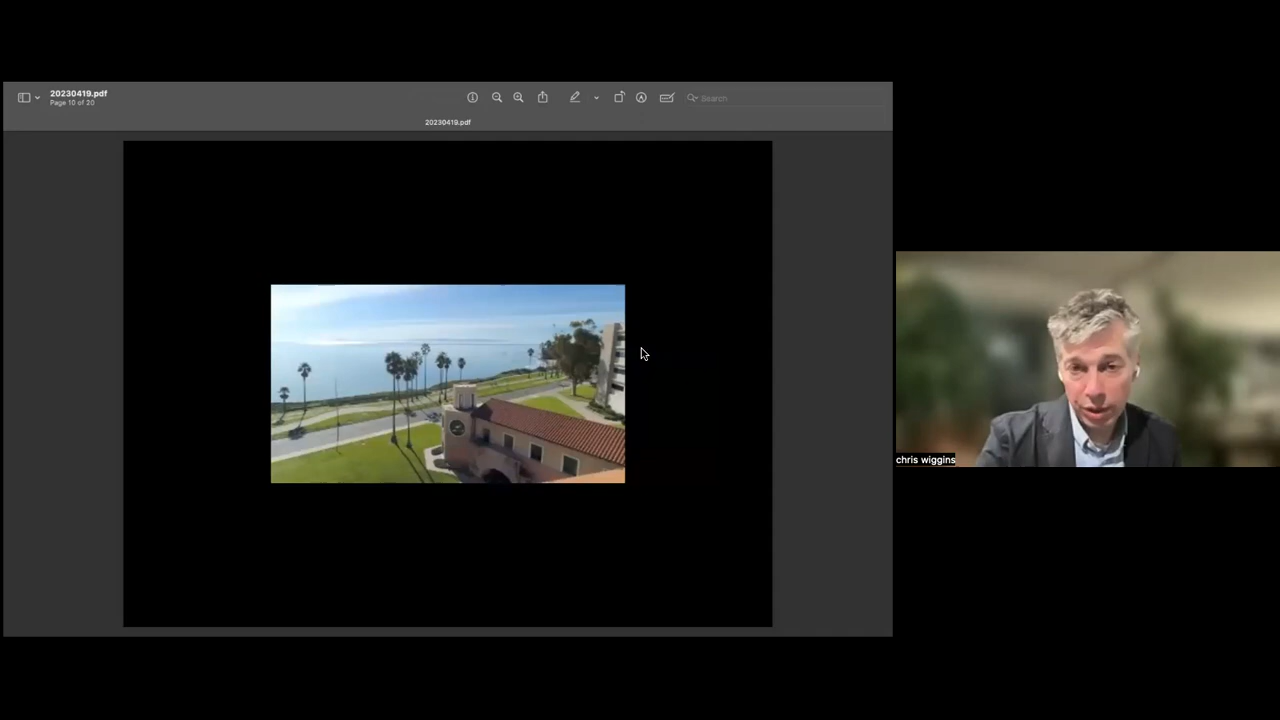 20230419.pdf
Page 10 of 20
Search
20230419.pdf
chris wiggins